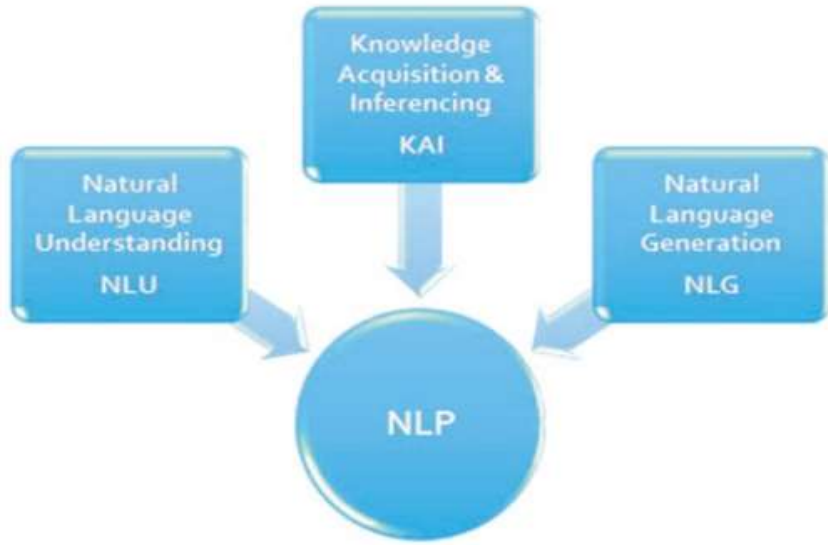 Knowledge
Acquisition &
Inferencing
KAI
Natural
Language
Understanding
NLU
Natural
Language
Generation
NLG
NLP